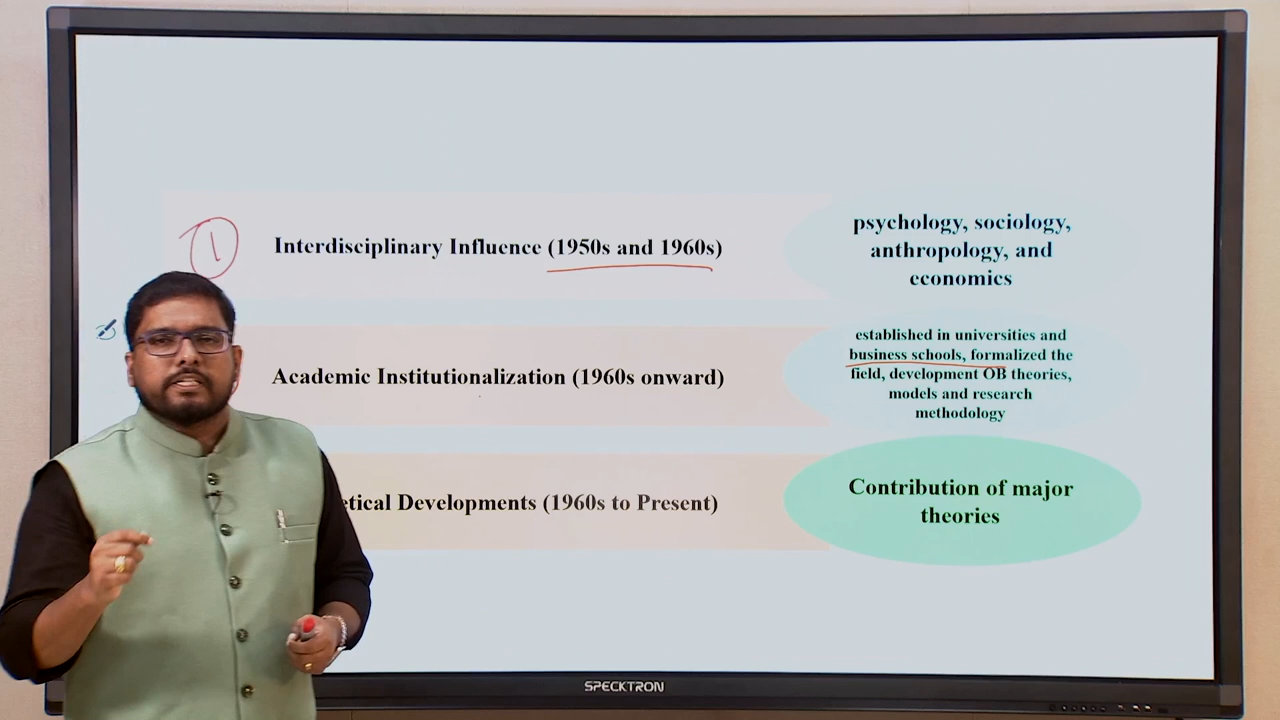 1
Interdisciplinary Influence (1950s and 1960s)
psychology, sociology,
anthropology, and
economics
Academic Institutionalization (1960s onward)
established in universities and
business schools, formalized the
field, development OB theories,
models and research
methodology
etical Developments (1960s to Present)
Contribution of major
theories
SPECKTRON